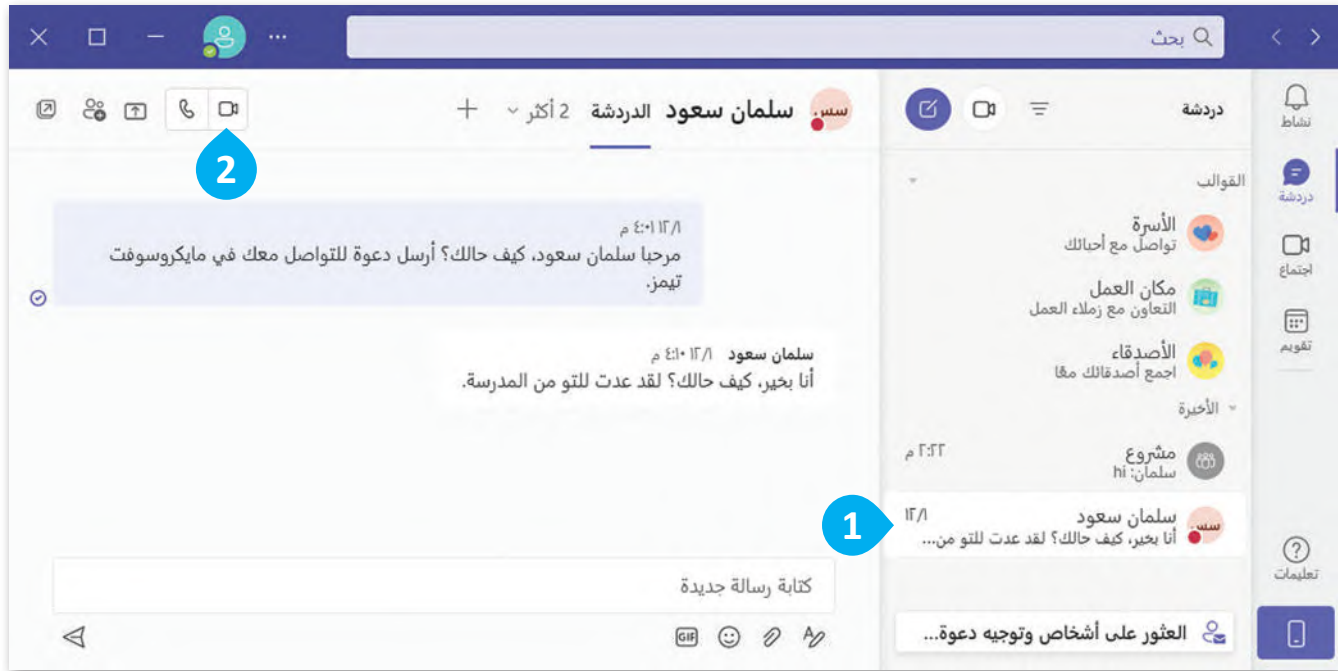 بحث
...
نشاط
دردشة
اجتماع
تقويم
تعليمات
دردشة
القوالب
الأسرة
تواصل مع أحبائك
مكان العمل
التعاون مع زملاء العمل
الأصدقاء
اجمع أصدقائك معًا
الأخيرة
مشروع ٢:٢٢ م
سلمان: hi
سلمان سعود ١٢/١
أنا بخير، كيف حالك؟ لقد عدت للتو من...
1
العثور على أشخاص وتوجيه دعوة...
سس سلمان سعود الدردشة 2 أكثر
2
١٢/١ ٤:٠١ م
مرحبا سلمان سعود، كيف حالك؟ أرسل دعوة للتواصل معك في مايكروسوفت
تيمز.
سلمان سعود ١٢/١ ٤:١٠ م
أنا بخير، كيف حالك؟ لقد عدت للتو من المدرسة.
كتابة رسالة جديدة
GIF